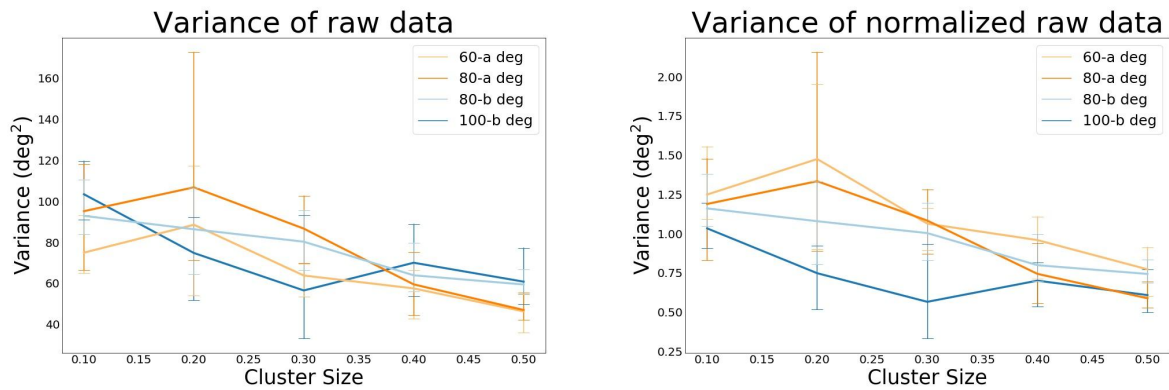 Variance of raw data
Variance (deg²)
160
140
120
100
80
60
40
60-a deg
80-a deg
80-b deg
100-b deg
0.10 0.15 0.20 0.25 0.30 0.35 0.40 0.45 0.50
Cluster Size
Variance of normalized raw data
Variance (deg²)
2.00
1.75
1.50
1.25
1.00
0.75
0.50
0.25
60-a deg
80-a deg
80-b deg
100-b deg
0.10 0.15 0.20 0.25 0.30 0.35 0.40 0.45 0.50
Cluster Size